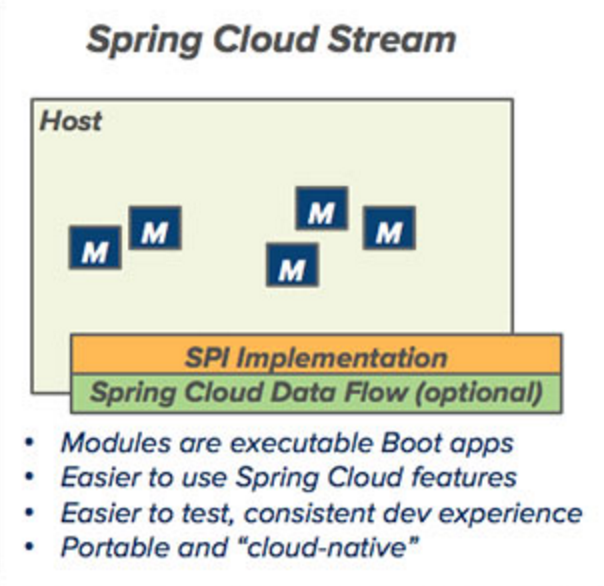 Spring Cloud Stream
Host
M
M
M
M
M
SPI Implementation
Spring Cloud Data Flow (optional)
• Modules are executable Boot apps
• Easier to use Spring Cloud features
• Easier to test, consistent dev experience
• Portable and “cloud-native”